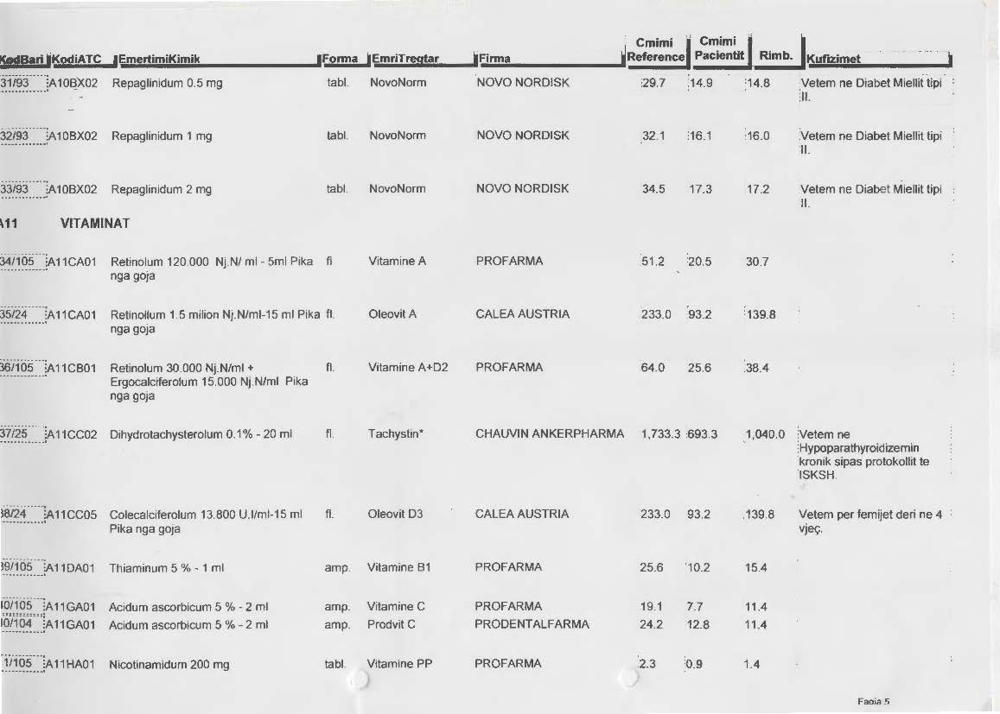 Cmimi Cmimi
KodBari KodiATC EmertimiKimik Forma EmriTregtar Firma Reference Pacientit Rimb. Kufizimet
31/93 A10BX02 Repaglinidum 0.5 mg tabl. NovoNorm NOVO NORDISK 29.7 14.9 14.8 Vetem ne Diabet Miellit tipi
II.
32/93 A10BX02 Repaglinidum 1 mg tabl. NovoNorm NOVO NORDISK 32.1 16.1 16.0 Vetem ne Diabet Miellit tipi
II.
33/93 A10BX02 Repaglinidum 2 mg tabl. NovoNorm NOVO NORDISK 34.5 17.3 17.2 Vetem ne Diabet Miellit tipi
II.
A11 VITAMINAT
34/105 A11CA01 Retinolum 120.000 Nj.N/ ml - 5ml Pika fl Vitamine A PROFARMA 51.2 20.5 30.7
nga goja
35/24 A11CA01 Retinollum 1.5 milion Nj.N/ml-15 ml Pika fl. Oleovit A CALEA AUSTRIA 233.0 93.2 139.8
nga goja
36/105 A11CB01 Retinolum 30.000 Nj.N/ml + fl. Vitamine A+D2 PROFARMA 64.0 25.6 38.4
Ergocalciferolum 15.000 Nj.N/ml Pika
nga goja
37/25 A11CC02 Dihydrotachysterolum 0.1% - 20 ml fl. Tachystin* CHAUVIN ANKERPHARMA 1,733.3 693.3 1,040.0 Vetem ne
Hypoparathyroidizemin
kronik sipas protokollit te
ISKSH.
38/24 A11CC05 Colecalciferolum 13.800 U.I/ml-15 ml fl. Oleovit D3 CALEA AUSTRIA 233.0 93.2 139.8 Vetem per femijet deri ne 4
Pika nga goja vjeç.
39/105 A11DA01 Thiaminum 5 % - 1 ml amp. Vitamine B1 PROFARMA 25.6 10.2 15.4
10/105 A11GA01 Acidum ascorbicum 5 % - 2 ml amp. Vitamine C PROFARMA 19.1 7.7 11.4
10/104 A11GA01 Acidum ascorbicum 5 % - 2 ml amp. Prodvit C PRODENTALFARMA 24.2 12.8 11.4
1/105 A11HA01 Nicotinamidum 200 mg tabl. Vitamine PP PROFARMA 2.3 0.9 1.4
Faqja 5